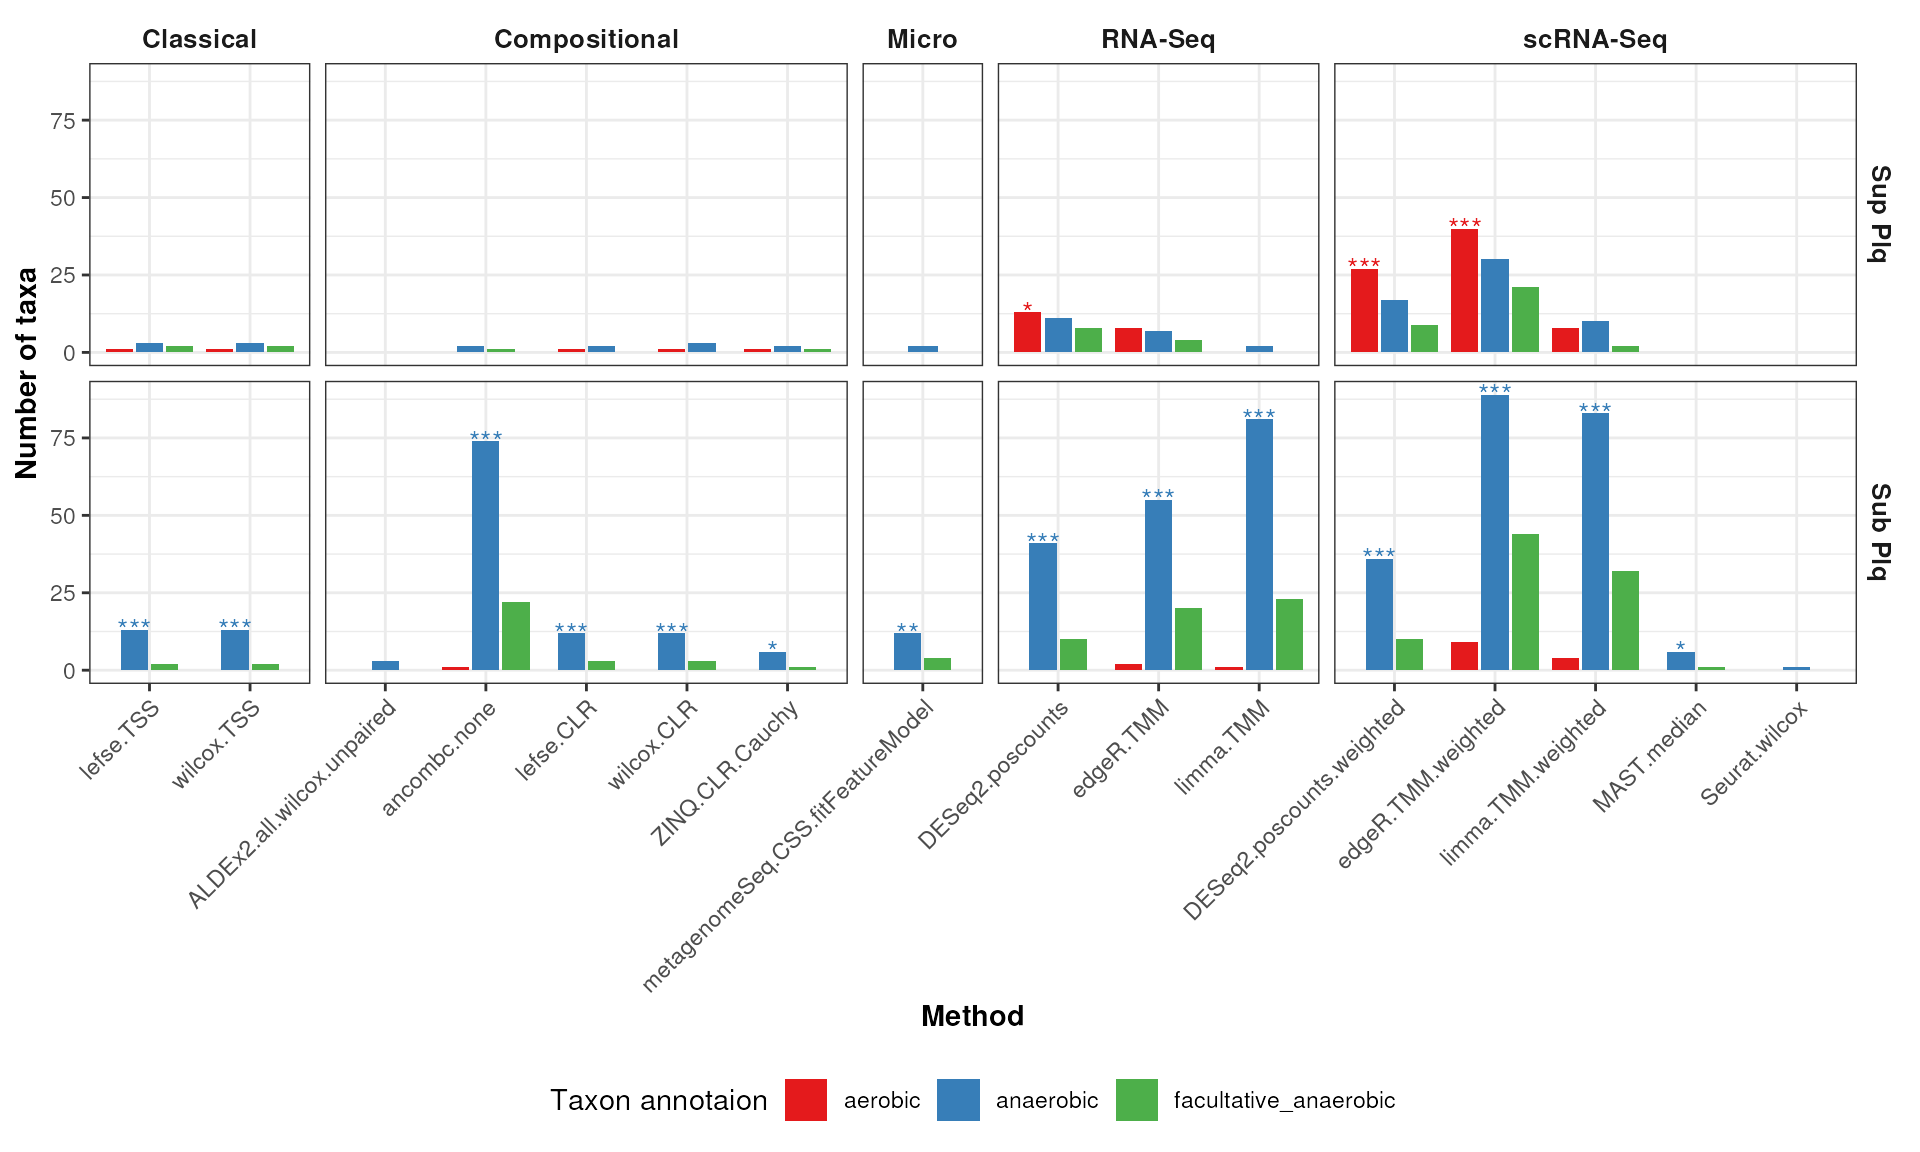 Classical Compositional Micro RNA-Seq scRNA-Seq
Number of taxa
75
50
25
0
Sup Plq
***
***
*
75
50
25
0
Sub Plq
*** ***
*** *** *** *
**
*** *** ***
*** *** *** *
lefse.TSS
wilcox.TSS
ALDEx2.all.wilcox.unpaired
ancombc.none
lefse.CLR
wilcox.CLR
ZINQ.CLR.Cauchy
metagenomeSeq.CSS.fitFeatureModel
DESeq2.poscounts
edgeR.TMM
limma.TMM
DESeq2.poscounts.weighted
edgeR.TMM.weighted
limma.TMM.weighted
MAST.median
Seurat.wilcox
Method
Taxon annotaion aerobic anaerobic facultative_anaerobic